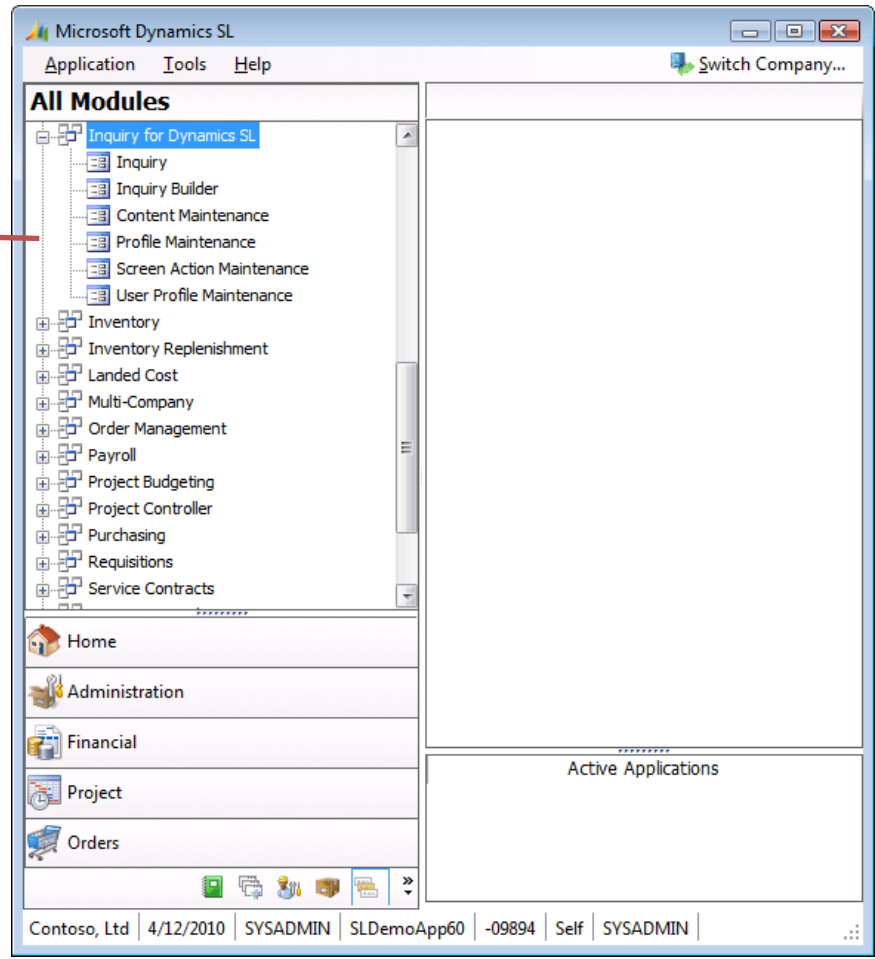 Microsoft Dynamics SL
Application Tools Help Switch Company...
All Modules
Inquiry for Dynamics SL
Inquiry
Inquiry Builder
Content Maintenance
Profile Maintenance
Screen Action Maintenance
User Profile Maintenance
Inventory
Inventory Replenishment
Landed Cost
Multi-Company
Order Management
Payroll
Project Budgeting
Project Controller
Purchasing
Requisitions
Service Contracts
Home
Administration
Financial
Project
Orders
Active Applications
Contoso, Ltd 4/12/2010 SYSADMIN SLDemoApp60 -09894 Self SYSADMIN